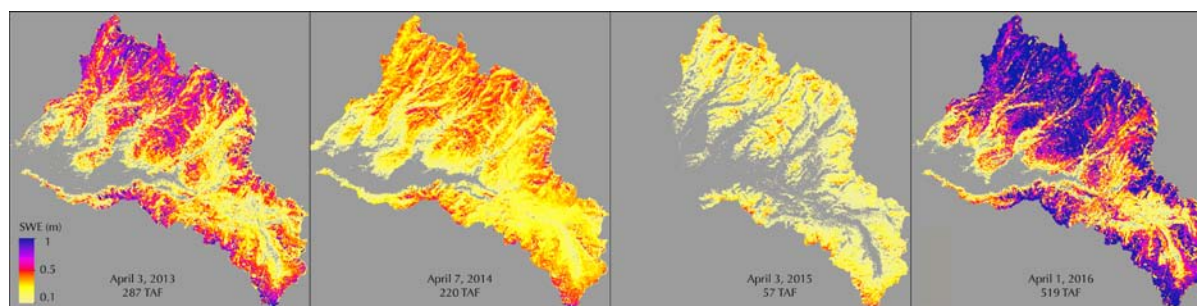 SWE (m)
1
0.5
0.1
April 3, 2013
287 TAF
April 7, 2014
220 TAF
April 3, 2015
57 TAF
April 1, 2016
519 TAF